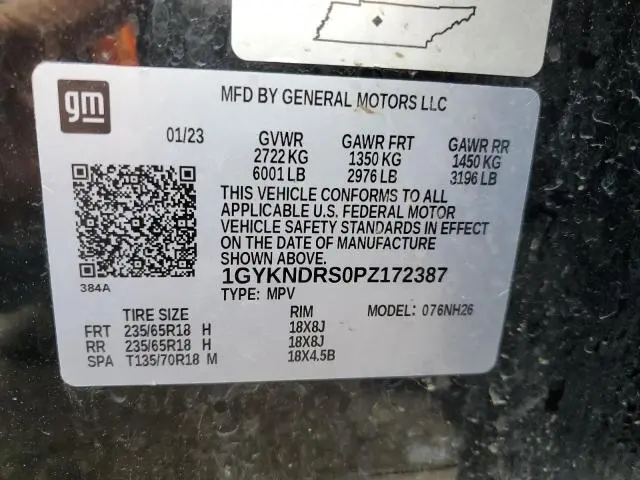 gm
MFD BY GENERAL MOTORS LLC
01/23 GVWR GAWR FRT GAWR RR
2722 KG 1350 KG 1450 KG
6001 LB 2976 LB 3196 LB
THIS VEHICLE CONFORMS TO ALL
APPLICABLE U.S. FEDERAL MOTOR
VEHICLE SAFETY STANDARDS IN EFFECT
ON THE DATE OF MANUFACTURE
SHOWN ABOVE.
384A
1GYKNDRS0PZ172387
TYPE: MPV
TIRE SIZE RIM MODEL: 076NH26
FRT 235/65R18 H 18X8J
RR 235/65R18 H 18X8J
SPA T135/70R18 M 18X4.5B